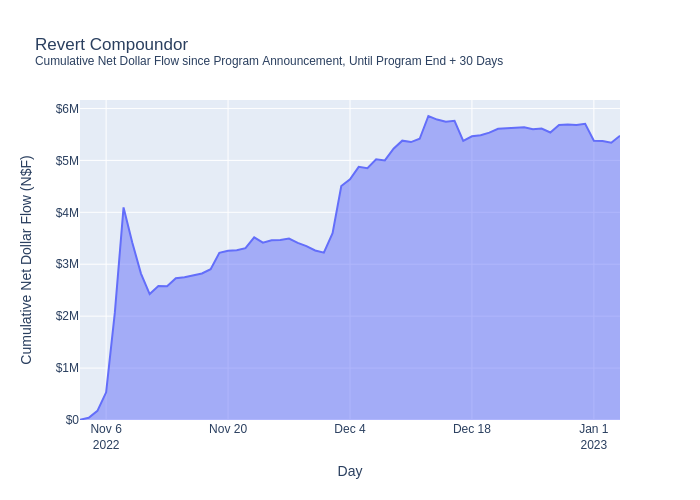 Revert Compoundor
Cumulative Net Dollar Flow since Program Announcement, Until Program End + 30 Days
Cumulative Net Dollar Flow (N$F)
$6M
$5M
$4M
$3M
$2M
$1M
$0
Nov 6
2022
Nov 20
Dec 4
Dec 18
Jan 1
2023
Day